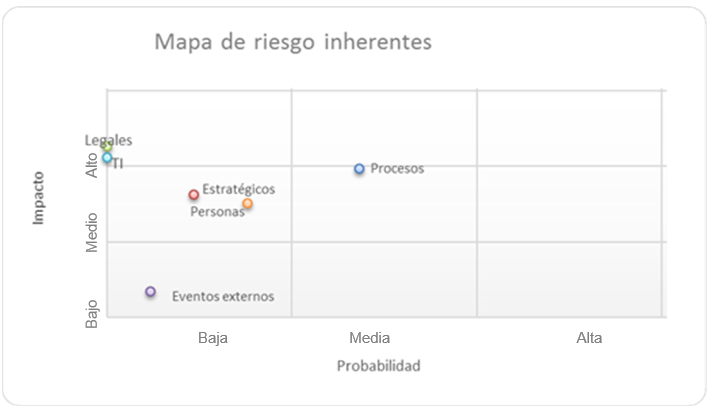 Mapa de riesgo inherentes
Legales
TI
Procesos
Estratégicos
Personas
Eventos externos
Impacto
Alto
Medio
Bajo
Baja
Media
Alta
Probabilidad